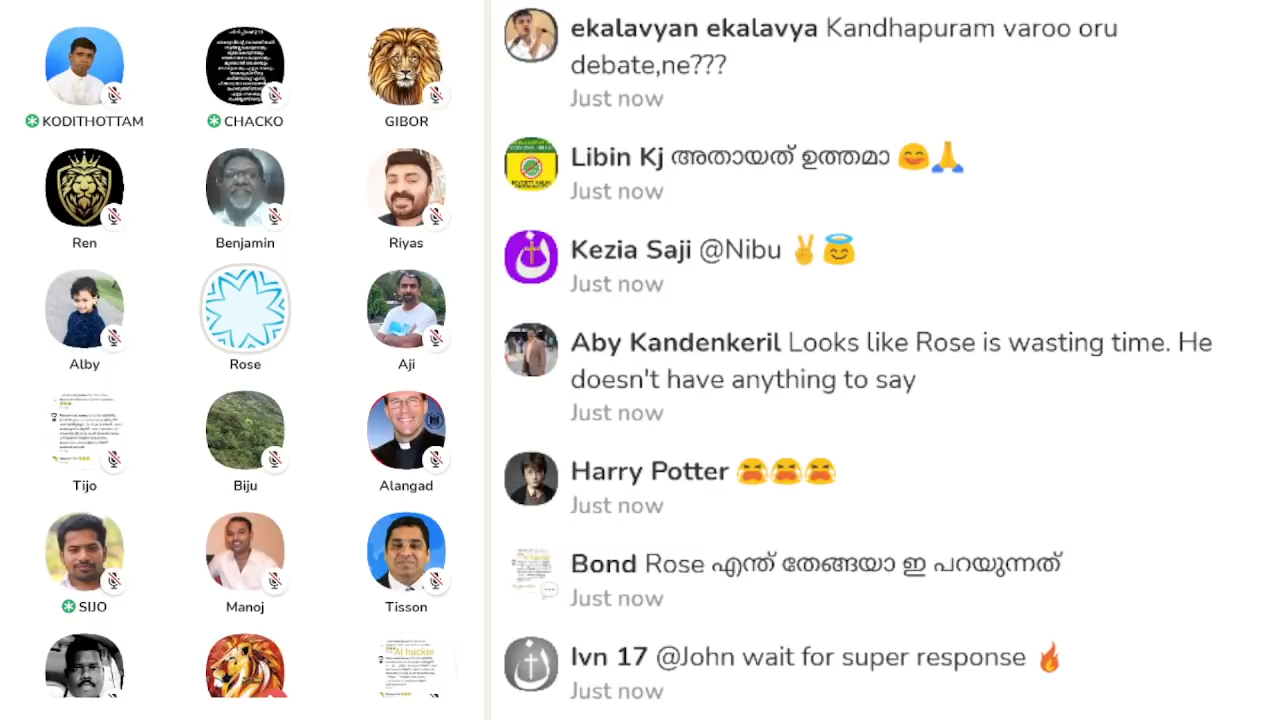 KODITHOTTAM
CHACKO
GIBOR
Ren
Benjamin
Riyas
Alby
Rose
Aji
Tijo
Biju
Alangad
SIJO
Manoj
Tisson
AI hacker
ekalavyan ekalavya Kandhapuram varoo oru
debate,ne???
Just now
Libin Kj അതായത് ഉത്തമാ 😄🙏
Just now
Kezia Saji @Nibu ✌️😇
Just now
Aby Kandenkeril Looks like Rose is wasting time. He
doesn't have anything to say
Just now
Harry Potter 😭😭😭
Just now
Bond Rose എന്ത് തേങ്ങയാ ഇ പറയുന്നത്
Just now
Ivn 17 @John wait for super response 🔥
Just now